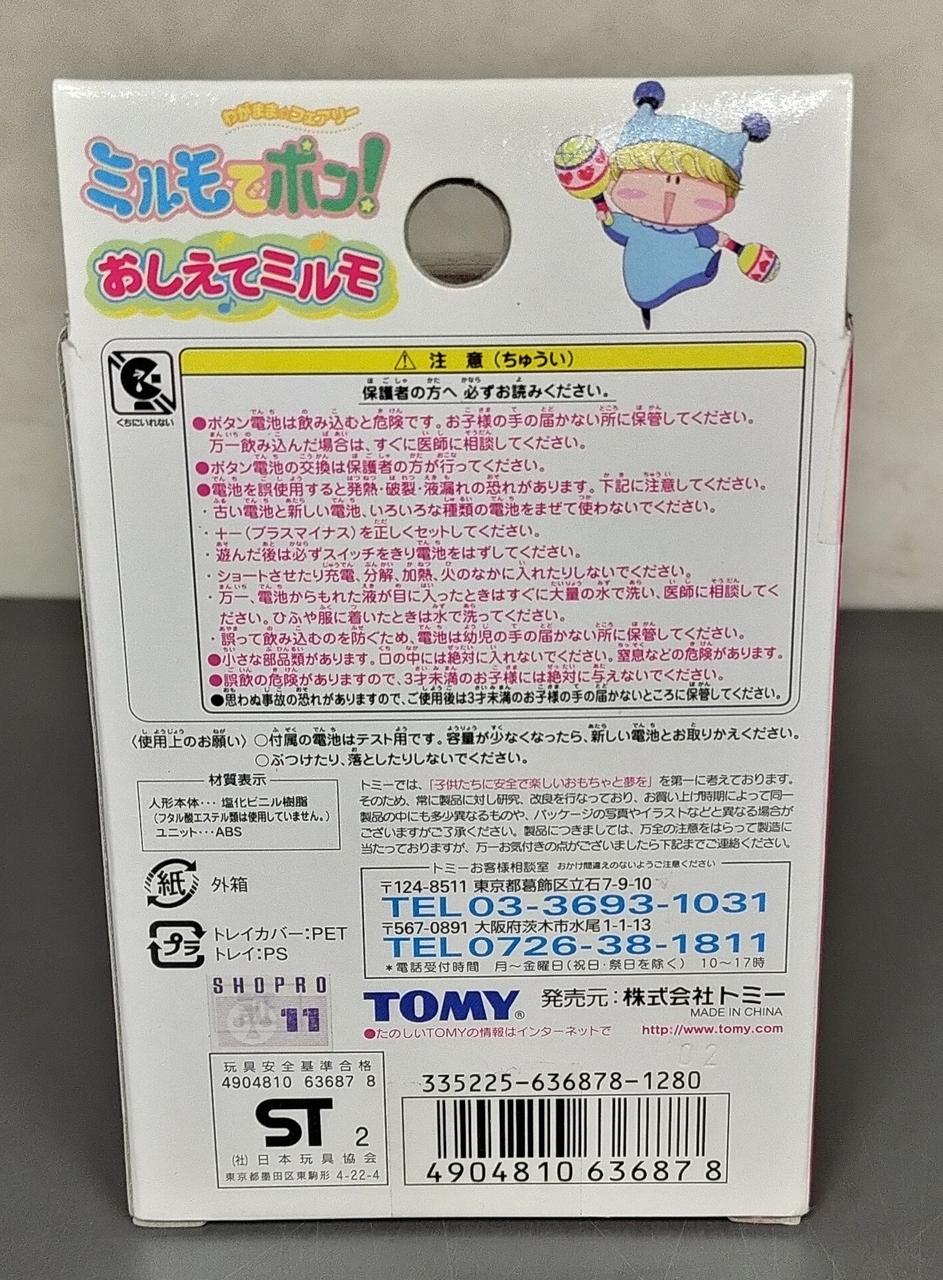 わがまま☆フェアリー
ミルモでポン!
おしえてミルモ
くちにいれない
⚠ 注 意 (ちゅうい)
保護者の方へ 必ずお読みください。
●ボタン電池は飲み込むと危険です。お子様の手の届かない所に保管してください。
万一飲み込んだ場合は、すぐに医師に相談してください。
●ボタン電池の交換は保護者の方が行ってください。
●電池を誤使用すると発熱・破裂・液漏れの恐れがあります。下記に注意してください。
・古い電池と新しい電池、いろいろな種類の電池をまぜて使わないでください。
・+ー(プラスマイナス)を正しくセットしてください。
・遊んだ後は必ずスイッチをきり電池をはずしてください。
・ショートさせたり充電、分解、加熱、火のなかに入れたりしないでください。
・万一、電池からもれた液が目に入ったときはすぐに大量の水で洗い、医師に相談してく
ださい。ひふや服に着いたときは水で洗ってください。
・誤って飲み込むのを防ぐため、電池は幼児の手の届かない所に保管してください。
●小さな部品類があります。口の中には絶対に入れないでください。窒息などの危険があります。
●誤飲の危険がありますので、3才未満のお子様には絶対に与えないでください。
●思わぬ事故の恐れがありますので、ご使用後は3才未満のお子様の手の届かないところに保管してください。
〈使用上のお願い〉 ○付属の電池はテスト用です。容量が少なくなったら、新しい電池とお取りかえください。
○ぶつけたり、落としたりしないでください。
材質表示
人形本体… 塩化ビニル樹脂
(フタル酸エステル類は使用していません。)
ユニット…ABS
トミーでは、「子供たちに安全で楽しいおもちゃと夢を」を第一に考えております。
そのため、常に製品に対し研究、改良を行なっており、お買い上げ時期によって同一
製品の中にも多少異なるものや、パッケージの写真やイラストなどと異なる場合が
ございますがご了承ください。製品につきましては、万全の注意をはらって製造に
当たっておりますが、万一お気付きの点がございましたら下記までご連絡ください。
紙 外箱
プラ トレイカバー:PET
トレイ:PS
トミーお客様相談室 おかけ間違えのないようご注意ください
〒124-8511 東京都葛飾区立石7-9-10
TEL 03-3693-1031
〒567-0891 大阪府茨木市水尾1-1-13
TEL 0726-38-1811
*電話受付時間 月〜金曜日(祝日・祭日を除く) 10〜17時
SHOPRO
11
TOMY® 発売元:株式会社トミー
MADE IN CHINA
●たのしいTOMYの情報はインターネットで http://www.tomy.com
02
玩具安全基準合格
4904810 63687 8
ST 2
(社)日本玩具協会
東京都墨田区東駒形 4-22-4
335225-636878-1280
4904810 636878